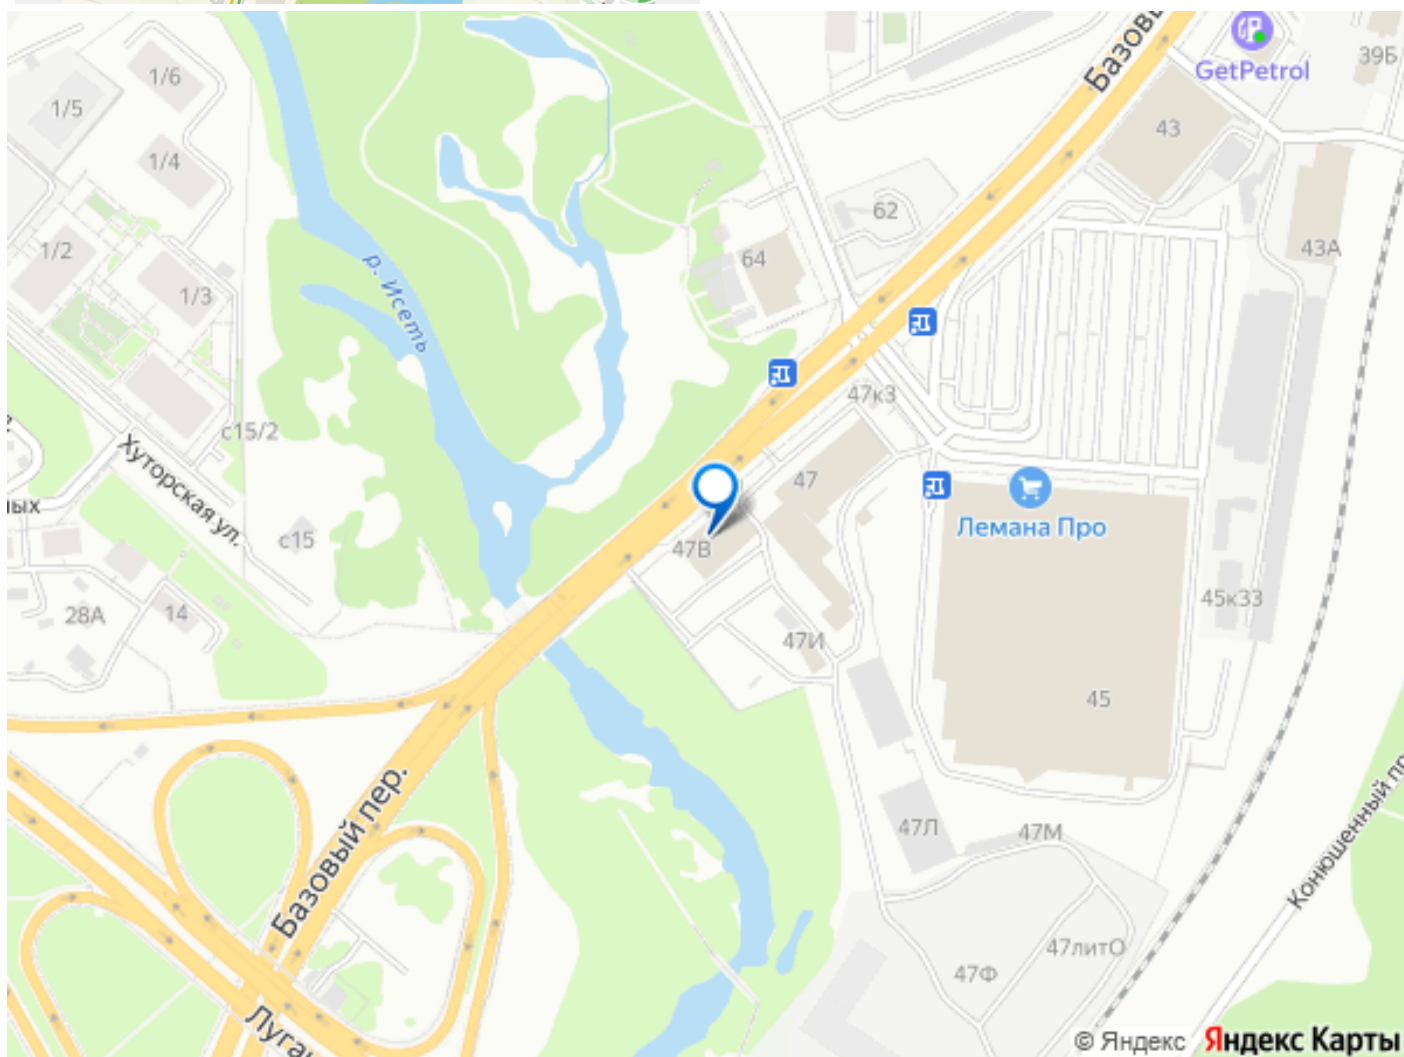 Базовы
GetPetrol
39Б
1/6
1/5
43
1/4
62
1/2
64
43А
1/3
р. Исеть
47к3
с15/2
Хуторская ул.
47
ых
Лемана Про
с15
47В
45к33
28А
14
47И
45
Базовый пер.
47Л
47М
Конюшенный пр
47литО
47Ф
Луган
© Яндекс Яндекс Карты